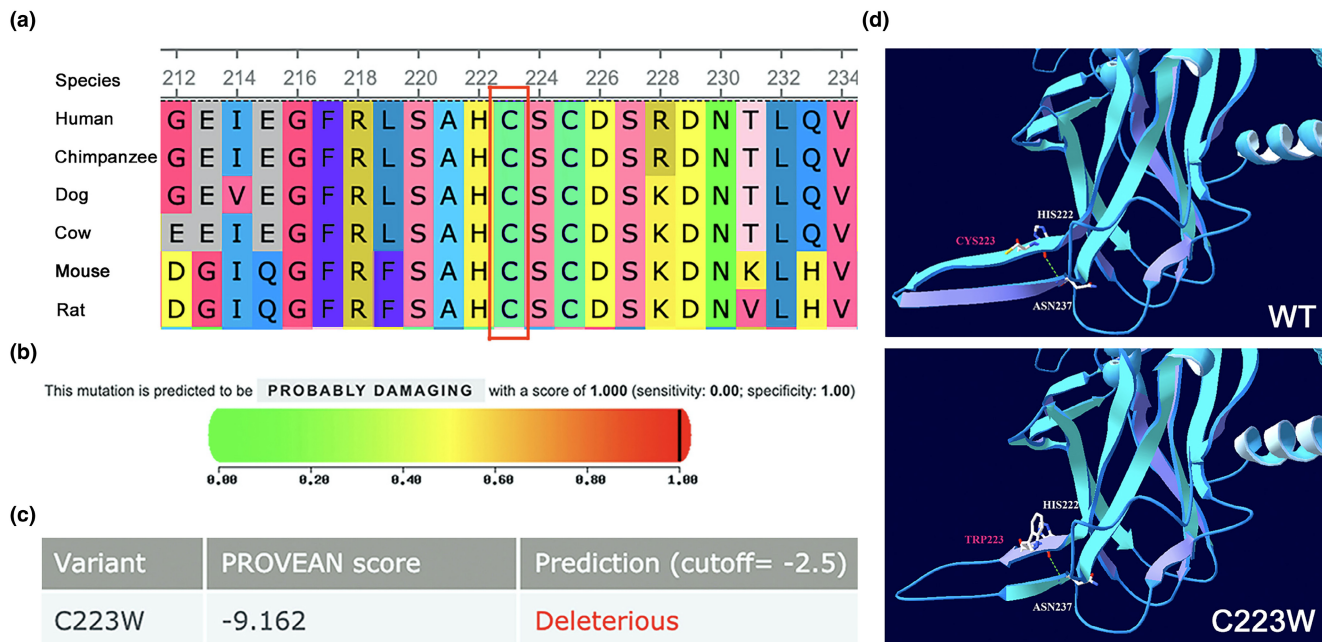 (a)
Species
212 214 216 218 220 222 224 226 228 230 232 234
Human G E I E G F R L S A H C S C D S R D N T L Q V
Chimpanzee G E I E G F R L S A H C S C D S R D N T L Q V
Dog G E V E G F R L S A H C S C D S K D N T L Q V
Cow E E I E G F R L S A H C S C D S K D N T L Q V
Mouse D G I Q G F R F S A H C S C D S K D N K L H V
Rat D G I Q G F R F S A H C S C D S K D N V L H V
(b)
This mutation is predicted to be PROBABLY DAMAGING with a score of 1.000 (sensitivity: 0.00; specificity: 1.00)
0.00 0.20 0.40 0.60 0.80 1.00
(c)
Variant PROVEAN score Prediction (cutoff= -2.5)
C223W -9.162 Deleterious
(d)
HIS222
CYS223
ASN237
WT
HIS222
TRP223
ASN237
C223W